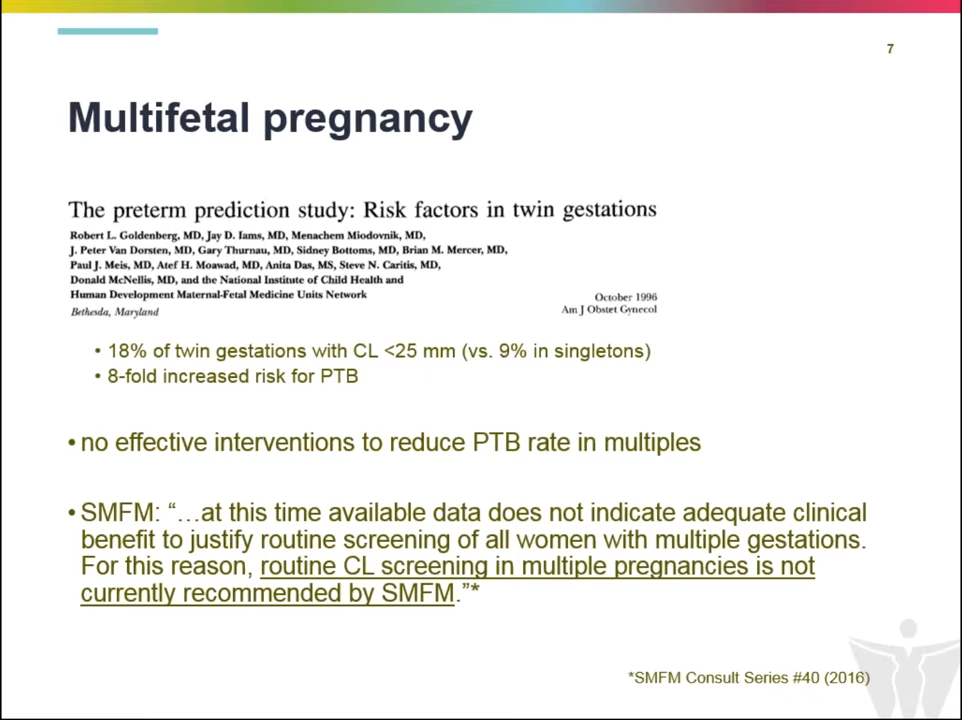 7
Multifetal pregnancy
The preterm prediction study: Risk factors in twin gestations
Robert L. Goldenberg, MD, Jay D. Iams, MD, Menachem Miodovnik, MD,
J. Peter Van Dorsten, MD, Gary Thurnau, MD, Sidney Bottoms, MD, Brian M. Mercer, MD,
Paul J. Meis, MD, Atef H. Moawad, MD, Anita Das, MS, Steve N. Caritis, MD,
Donald McNellis, MD, and the National Institute of Child Health and
Human Development Maternal-Fetal Medicine Units Network
Bethesda, Maryland
October 1996
Am J Obstet Gynecol
• 18% of twin gestations with CL <25 mm (vs. 9% in singletons)
• 8-fold increased risk for PTB
• no effective interventions to reduce PTB rate in multiples
• SMFM: “…at this time available data does not indicate adequate clinical
benefit to justify routine screening of all women with multiple gestations.
For this reason, routine CL screening in multiple pregnancies is not
currently recommended by SMFM.”*
*SMFM Consult Series #40 (2016)